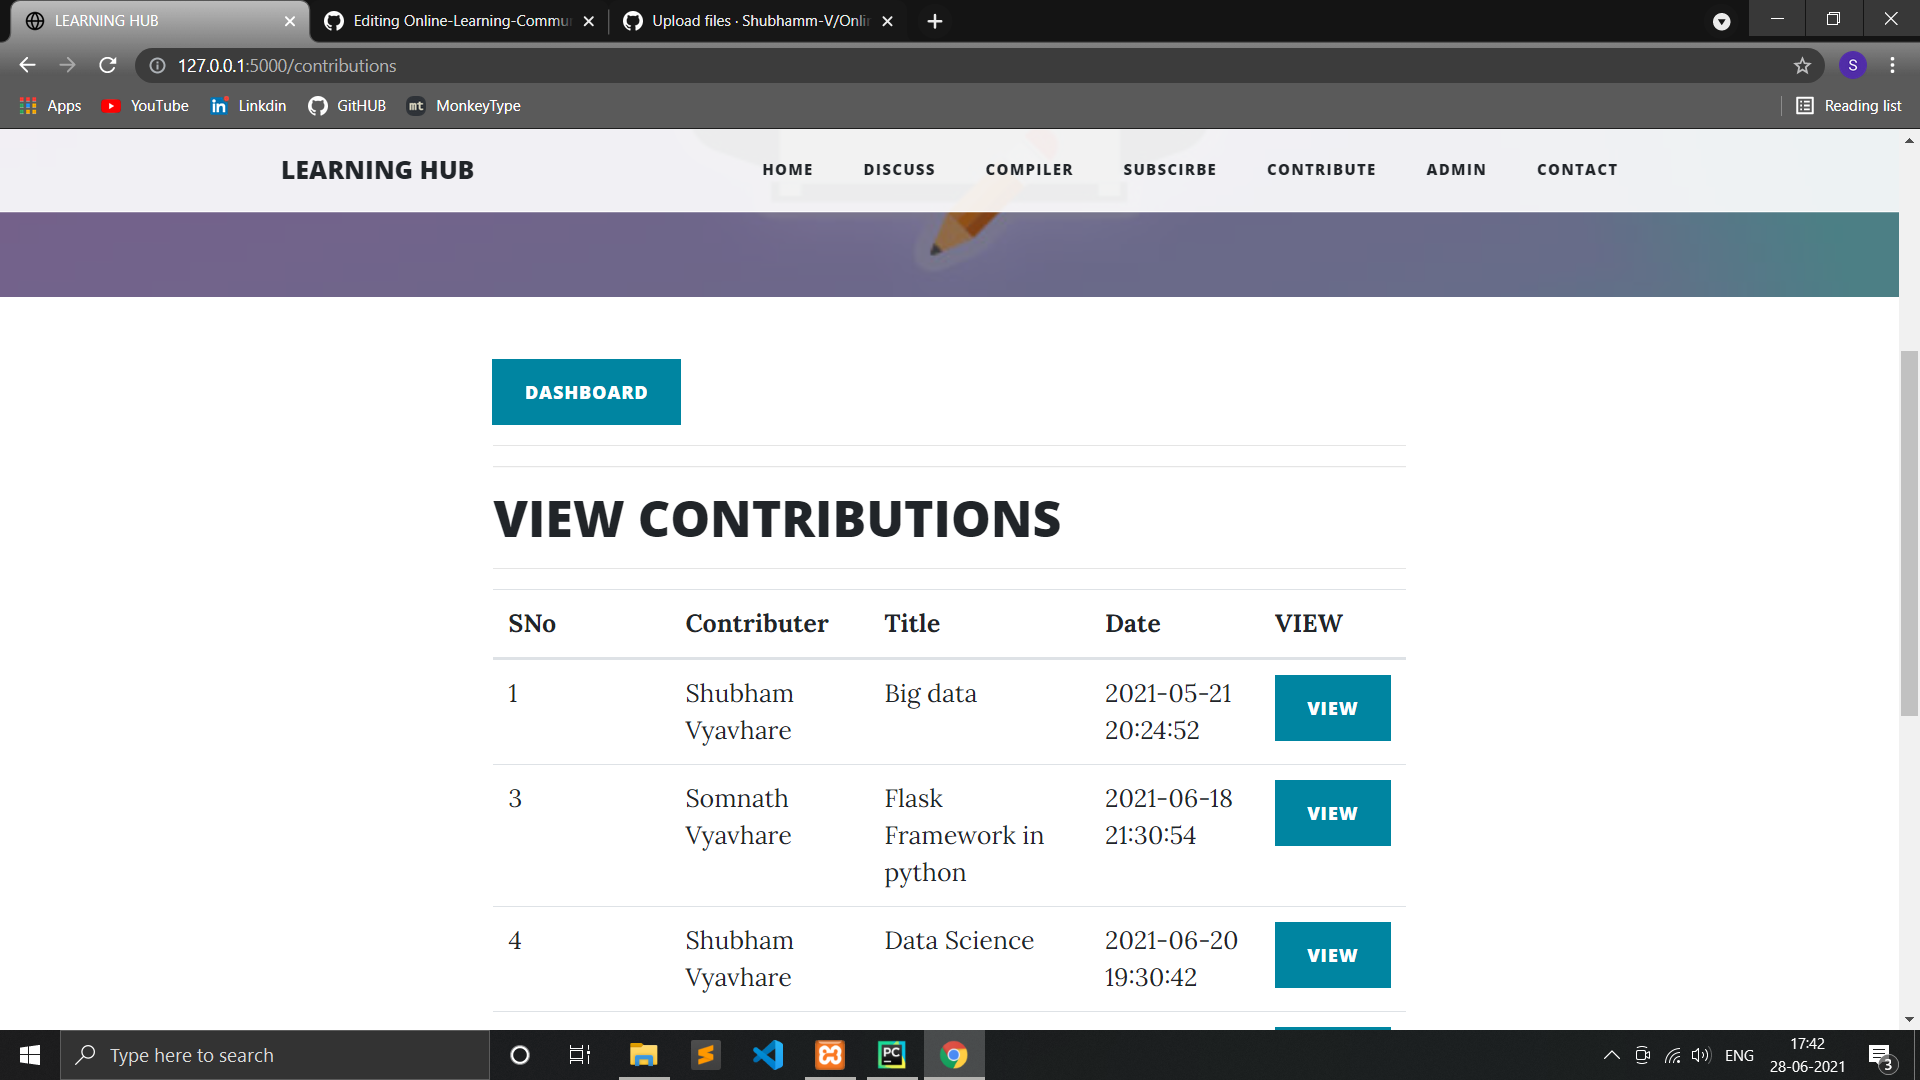 LEARNING HUB
Editing Online-Learning-Commu
Upload files · Shubhamm-V/Onlin
127.0.0.1:5000/contributions
S
Apps
YouTube
Linkdin
GitHUB
mt MonkeyType
Reading list
LEARNING HUB
HOME DISCUSS COMPILER SUBSCIRBE CONTRIBUTE ADMIN CONTACT
DASHBOARD
VIEW CONTRIBUTIONS
SNo Contributer Title Date VIEW
1 Shubham Big data 2021-05-21 VIEW
Vyavhare 20:24:52
3 Somnath Flask 2021-06-18 VIEW
Vyavhare Framework in 21:30:54
python
4 Shubham Data Science 2021-06-20 VIEW
Vyavhare 19:30:42
Type here to search
PC
ENG
17:42
28-06-2021
3